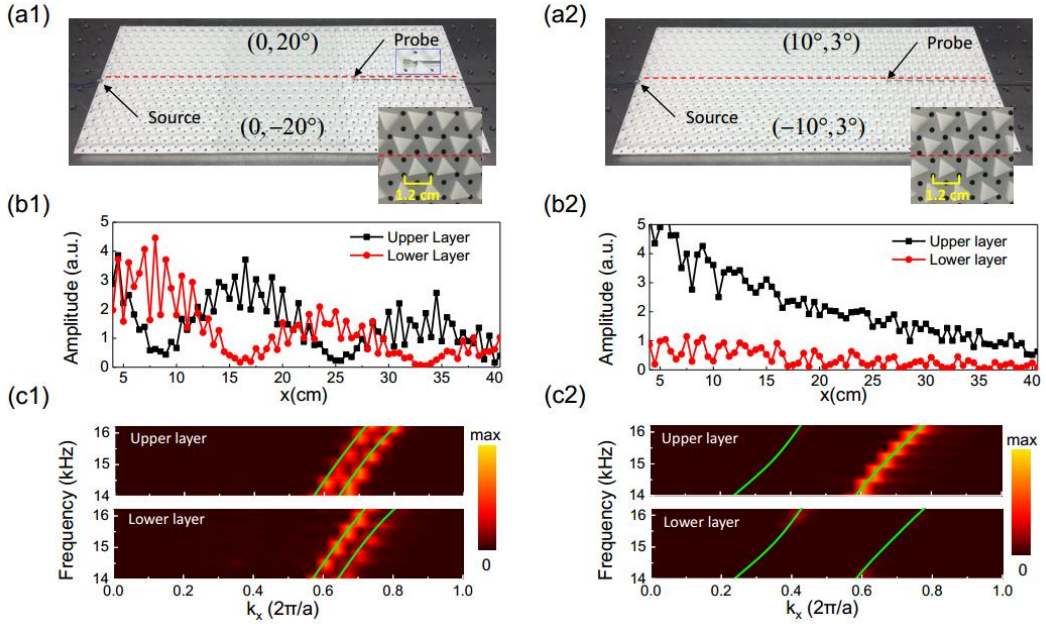 (a1)
(0, 20°)
Probe
Source
(0, −20°)
1.2 cm
(a2)
(10°, 3°)
Probe
Source
(−10°, 3°)
1.2 cm
(b1)
Amplitude (a.u.)
5
4
3
2
1
0
Upper Layer
Lower Layer
5 10 15 20 25 30 35 40
x(cm)
(b2)
Amplitude (a.u.)
5
4
3
2
1
0
Upper layer
Lower layer
5 10 15 20 25 30 35 40
x(cm)
(c1)
Frequency (kHz)
16
15
14
Upper layer
16
15
14
Lower layer
0.0 0.2 0.4 0.6 0.8 1.0
kₓ (2π/a)
max
0
(c2)
Frequency (kHz)
16
15
14
Upper layer
16
15
14
Lower layer
0.0 0.2 0.4 0.6 0.8 1.0
kₓ (2π/a)
max
0